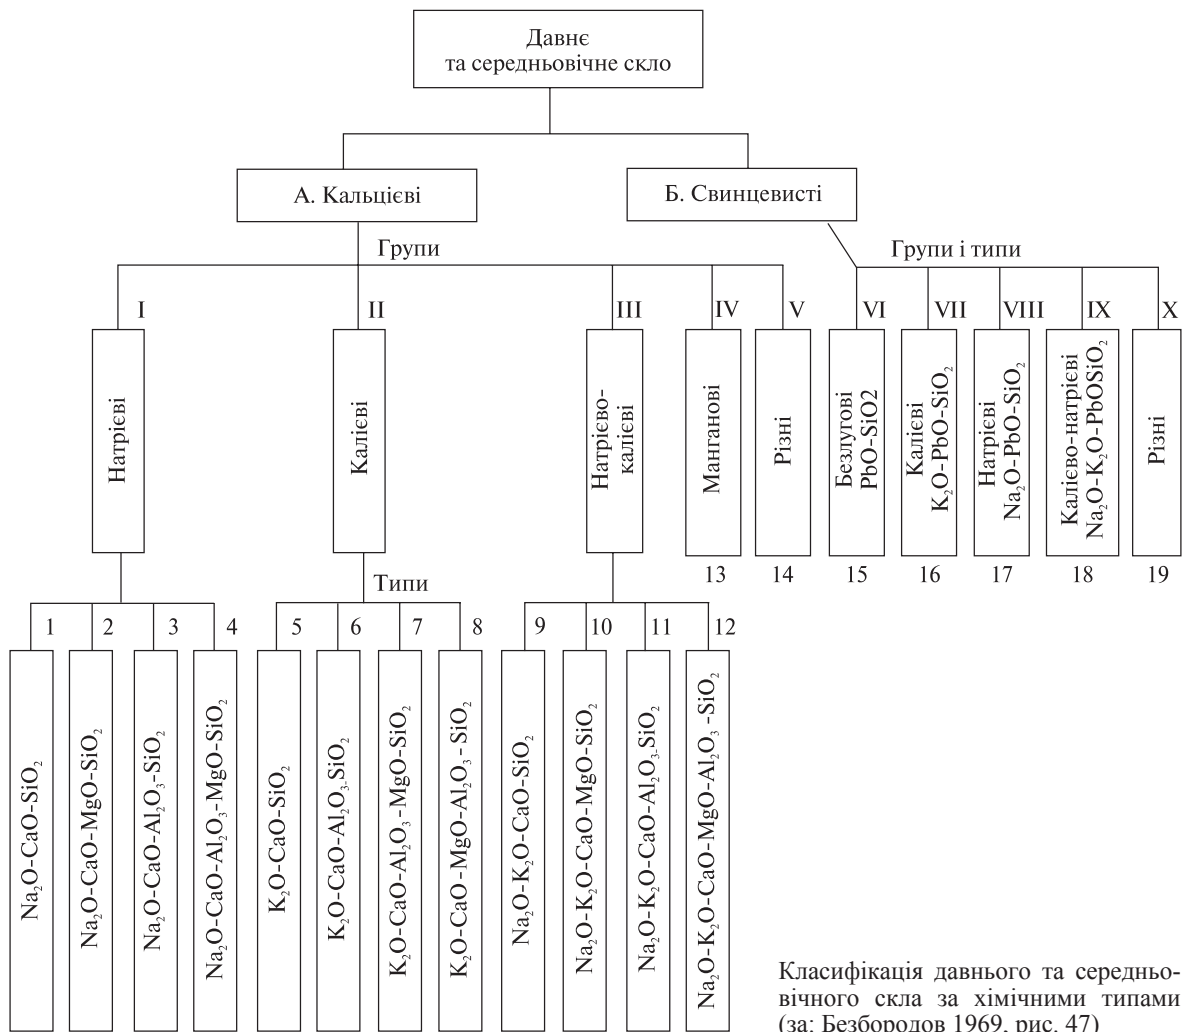 Давнє
та середньовічне скло
А. Кальцієві
Б. Свинцевисті
Групи
Групи і типи
I
II
III
IV
V
VI
VII
VIII
IX
X
Натрієві
Калієві
Натрієво-
калієві
Манганові
Різні
Безлугові
PbO-SiO2
Калієві
K₂O-PbO-SiO₂
Натрієві
Na₂O-PbO-SiO₂
Калієво-натрієві
Na₂O-K₂O-PbOSiO₂
Різні
13
14
15
16
17
18
19
Типи
1
2
3
4
5
6
7
8
9
10
11
12
Na₂O-CaO-SiO₂
Na₂O-CaO-MgO-SiO₂
Na₂O-CaO-Al₂O₃-SiO₂
Na₂O-CaO-Al₂O₃-MgO-SiO₂
K₂O-CaO-SiO₂
K₂O-CaO-Al₂O₃-SiO₂
K₂O-CaO-Al₂O₃-MgO-SiO₂
K₂O-CaO-MgO-Al₂O₃-SiO₂
Na₂O-K₂O-CaO-SiO₂
Na₂O-K₂O-CaO-MgO-SiO₂
Na₂O-K₂O-CaO-Al₂O₃-SiO₂
Na₂O-K₂O-CaO-MgO-Al₂O₃-SiO₂
Класифікація давнього та середньо-
вічного скла за хімічними типами
(за: Безбородов 1969, рис. 47)